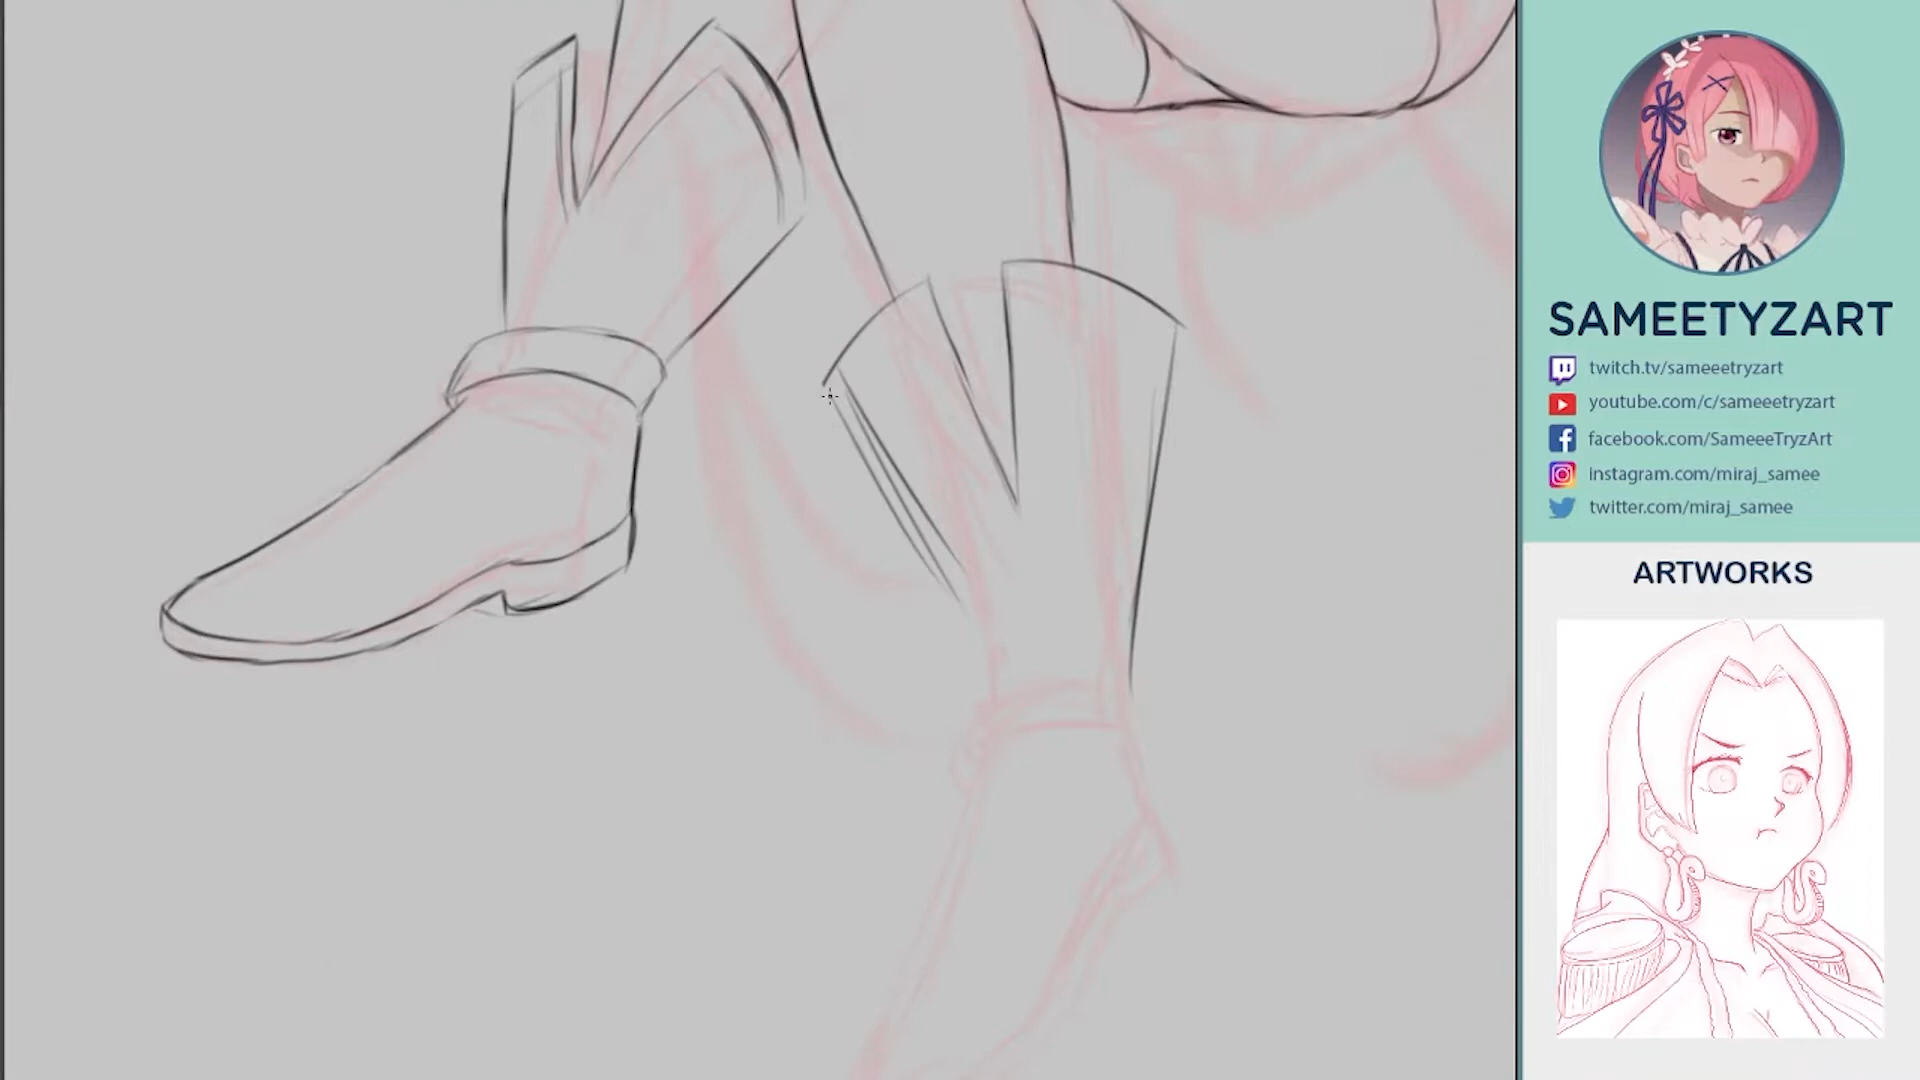 SAMEETYZART
twitch.tv/sameeetryzart
youtube.com/c/sameeetryzart
facebook.com/SameeeTryzArt
instagram.com/miraj_samee
twitter.com/miraj_samee
ARTWORKS